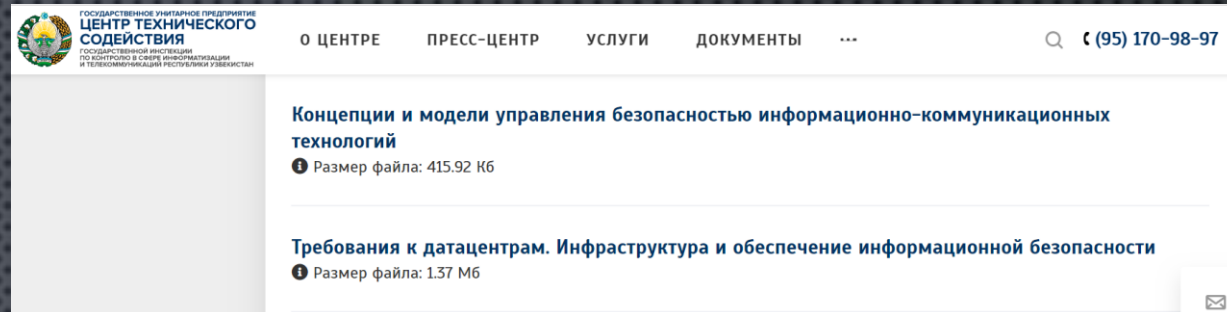 ГОСУДАРСТВЕННОЕ УНИТАРНОЕ ПРЕДПРИЯТИЕ
ЦЕНТР ТЕХНИЧЕСКОГО
СОДЕЙСТВИЯ
ГОСУДАРСТВЕННОЙ ИНСПЕКЦИИ
ПО КОНТРОЛЮ В СФЕРЕ ИНФОРМАТИЗАЦИИ
И ТЕЛЕКОММУНИКАЦИЙ РЕСПУБЛИКИ УЗБЕКИСТАН
О ЦЕНТРЕ ПРЕСС-ЦЕНТР УСЛУГИ ДОКУМЕНТЫ ... (95) 170-98-97
Концепции и модели управления безопасностью информационно-коммуникационных
технологий
Размер файла: 415.92 Кб
Требования к датацентрам. Инфраструктура и обеспечение информационной безопасности
Размер файла: 1.37 Мб